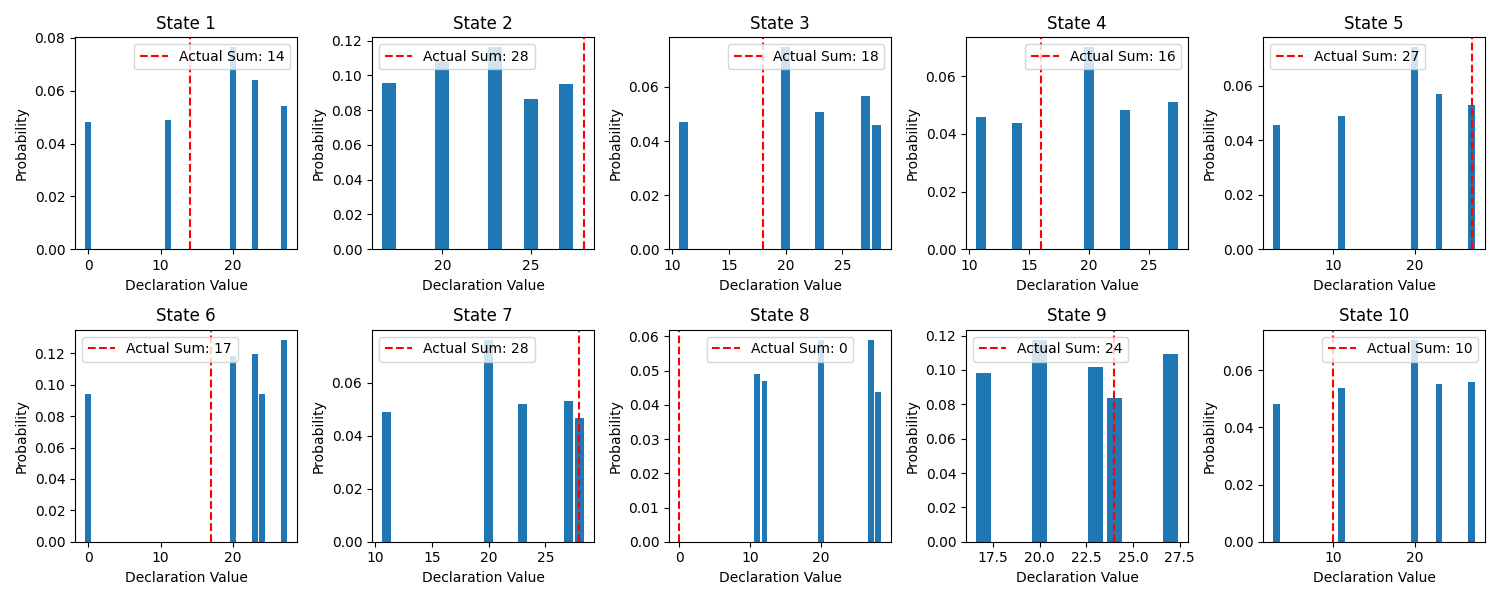 State 1
State 2
State 3
State 4
State 5
Actual Sum: 14
Actual Sum: 28
Actual Sum: 18
Actual Sum: 16
Actual Sum: 27
Probability
0.08
0.06
0.04
0.02
0.00
0 10 20
Declaration Value
Probability
0.12
0.10
0.08
0.06
0.04
0.02
0.00
20 25
Declaration Value
Probability
0.06
0.04
0.02
0.00
10 15 20 25
Declaration Value
Probability
0.06
0.04
0.02
0.00
10 15 20 25
Declaration Value
Probability
0.06
0.04
0.02
0.00
10 20
Declaration Value
State 6
State 7
State 8
State 9
State 10
Actual Sum: 17
Actual Sum: 28
Actual Sum: 0
Actual Sum: 24
Actual Sum: 10
Probability
0.12
0.10
0.08
0.06
0.04
0.02
0.00
0 10 20
Declaration Value
Probability
0.06
0.04
0.02
0.00
10 15 20 25
Declaration Value
Probability
0.06
0.05
0.04
0.03
0.02
0.01
0.00
0 10 20
Declaration Value
Probability
0.12
0.10
0.08
0.06
0.04
0.02
0.00
17.5 20.0 22.5 25.0 27.5
Declaration Value
Probability
0.06
0.04
0.02
0.00
10 20
Declaration Value